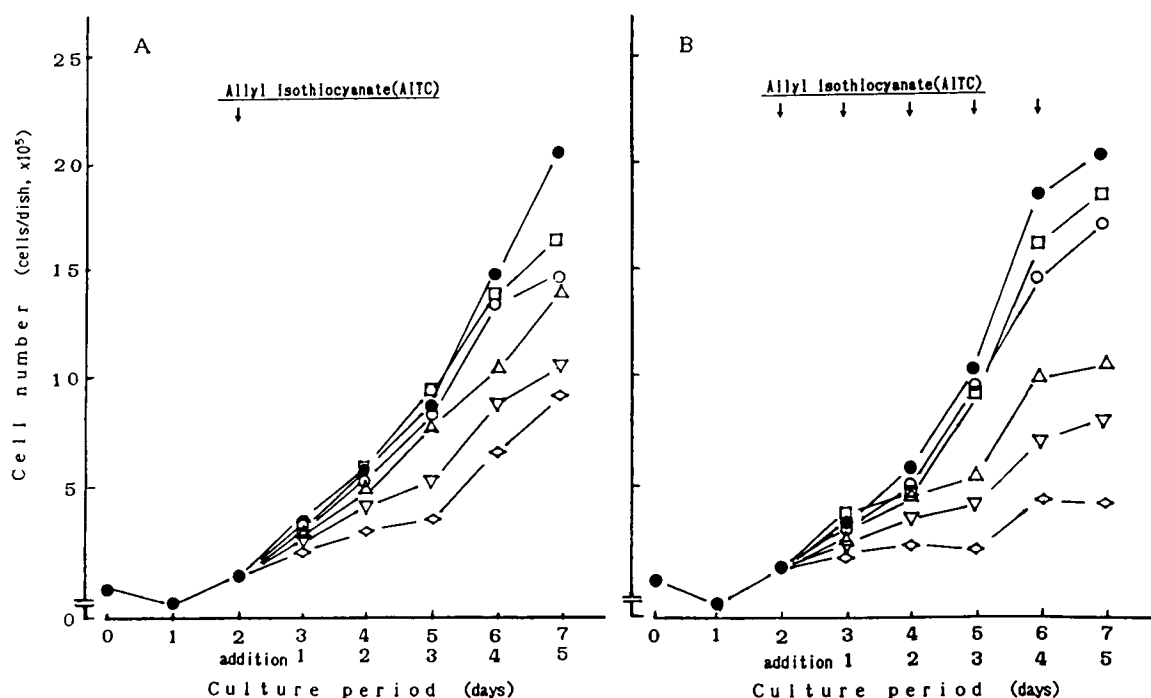 A
Allyl isothiocyanate(AITC)
25
20
15
10
5
0
Cell number (cells/dish, x10⁵)
0 1 2 3 4 5 6 7
addition 1 2 3 4 5
Culture period (days)
B
Allyl isothiocyanate(AITC)
0 1 2 3 4 5 6 7
addition 1 2 3 4 5
Culture period (days)